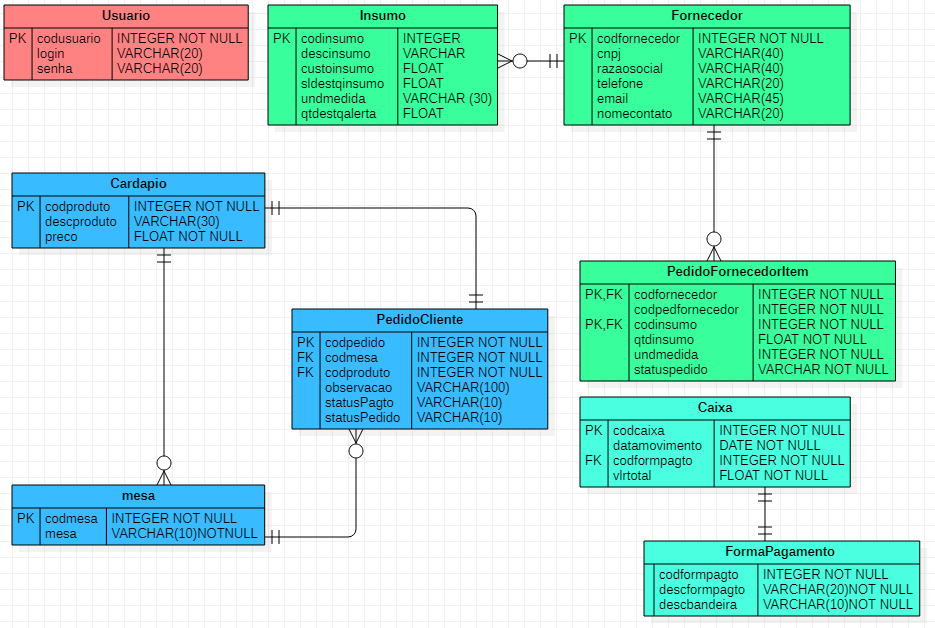 Usuario
PK codusuario INTEGER NOT NULL
login VARCHAR(20)
senha VARCHAR(20)
Insumo
PK codinsumo INTEGER
descinsumo VARCHAR
custoinsumo FLOAT
sldestqinsumo FLOAT
undmedida VARCHAR (30)
qtdestqalerta FLOAT
Fornecedor
PK codfornecedor INTEGER NOT NULL
cnpj VARCHAR(40)
razaosocial VARCHAR(40)
telefone VARCHAR(20)
email VARCHAR(45)
nomecontato VARCHAR(20)
Cardapio
PK codproduto INTEGER NOT NULL
descproduto VARCHAR(30)
preco FLOAT NOT NULL
PedidoCliente
PK codpedido INTEGER NOT NULL
FK codmesa INTEGER NOT NULL
FK codproduto INTEGER NOT NULL
observacao VARCHAR(100)
statusPagto VARCHAR(10)
statusPedido VARCHAR(10)
PedidoFornecedorItem
PK,FK codfornecedor INTEGER NOT NULL
codpedfornecedor INTEGER NOT NULL
PK,FK codinsumo INTEGER NOT NULL
qtdinsumo FLOAT NOT NULL
undmedida INTEGER NOT NULL
statuspedido VARCHAR NOT NULL
Caixa
PK codcaixa INTEGER NOT NULL
datamovimento DATE NOT NULL
FK codformpagto INTEGER NOT NULL
vlrtotal FLOAT NOT NULL
mesa
PK codmesa INTEGER NOT NULL
mesa VARCHAR(10)NOTNULL
FormaPagamento
codformpagto INTEGER NOT NULL
descformpagto VARCHAR(20)NOT NULL
descbandeira VARCHAR(10)NOT NULL